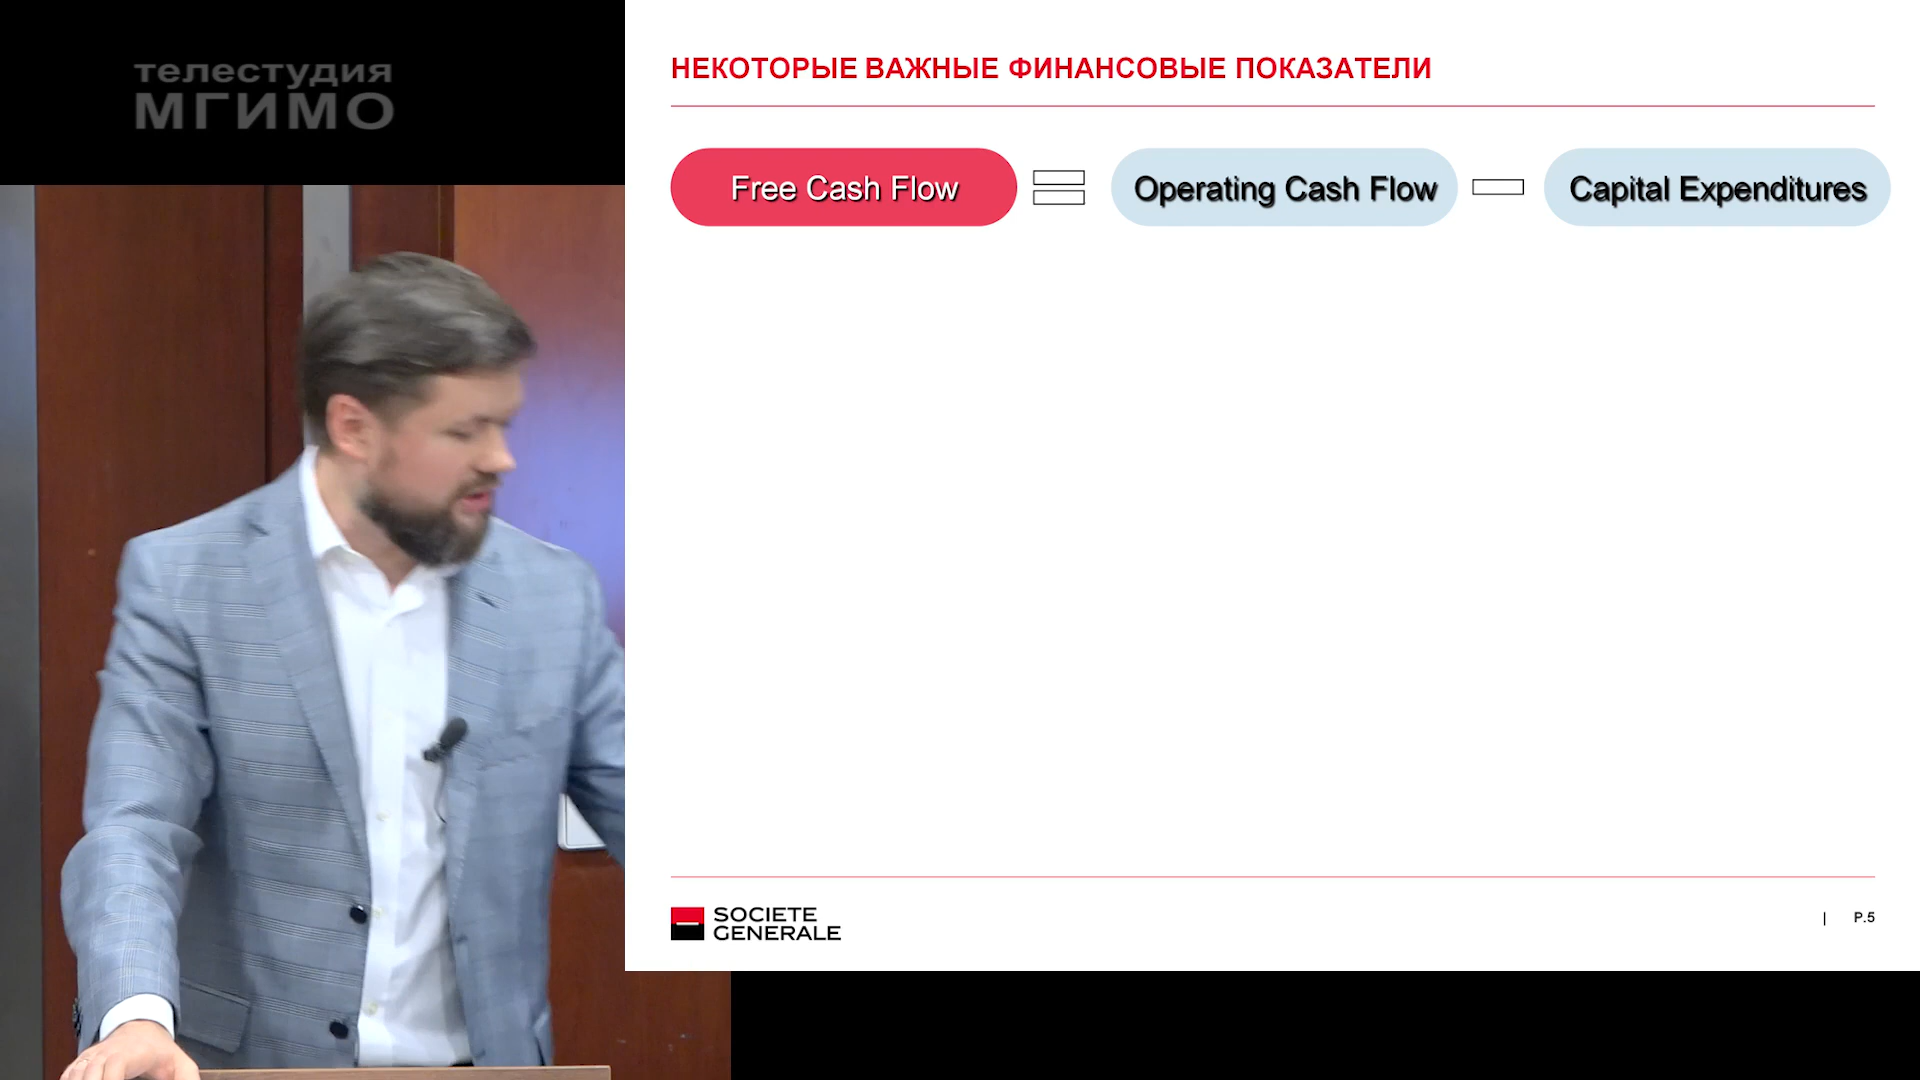 телестудия
МГИМО
НЕКОТОРЫЕ ВАЖНЫЕ ФИНАНСОВЫЕ ПОКАЗАТЕЛИ
Free Cash Flow = Operating Cash Flow - Capital Expenditures
SOCIETE
GENERALE
| P.5